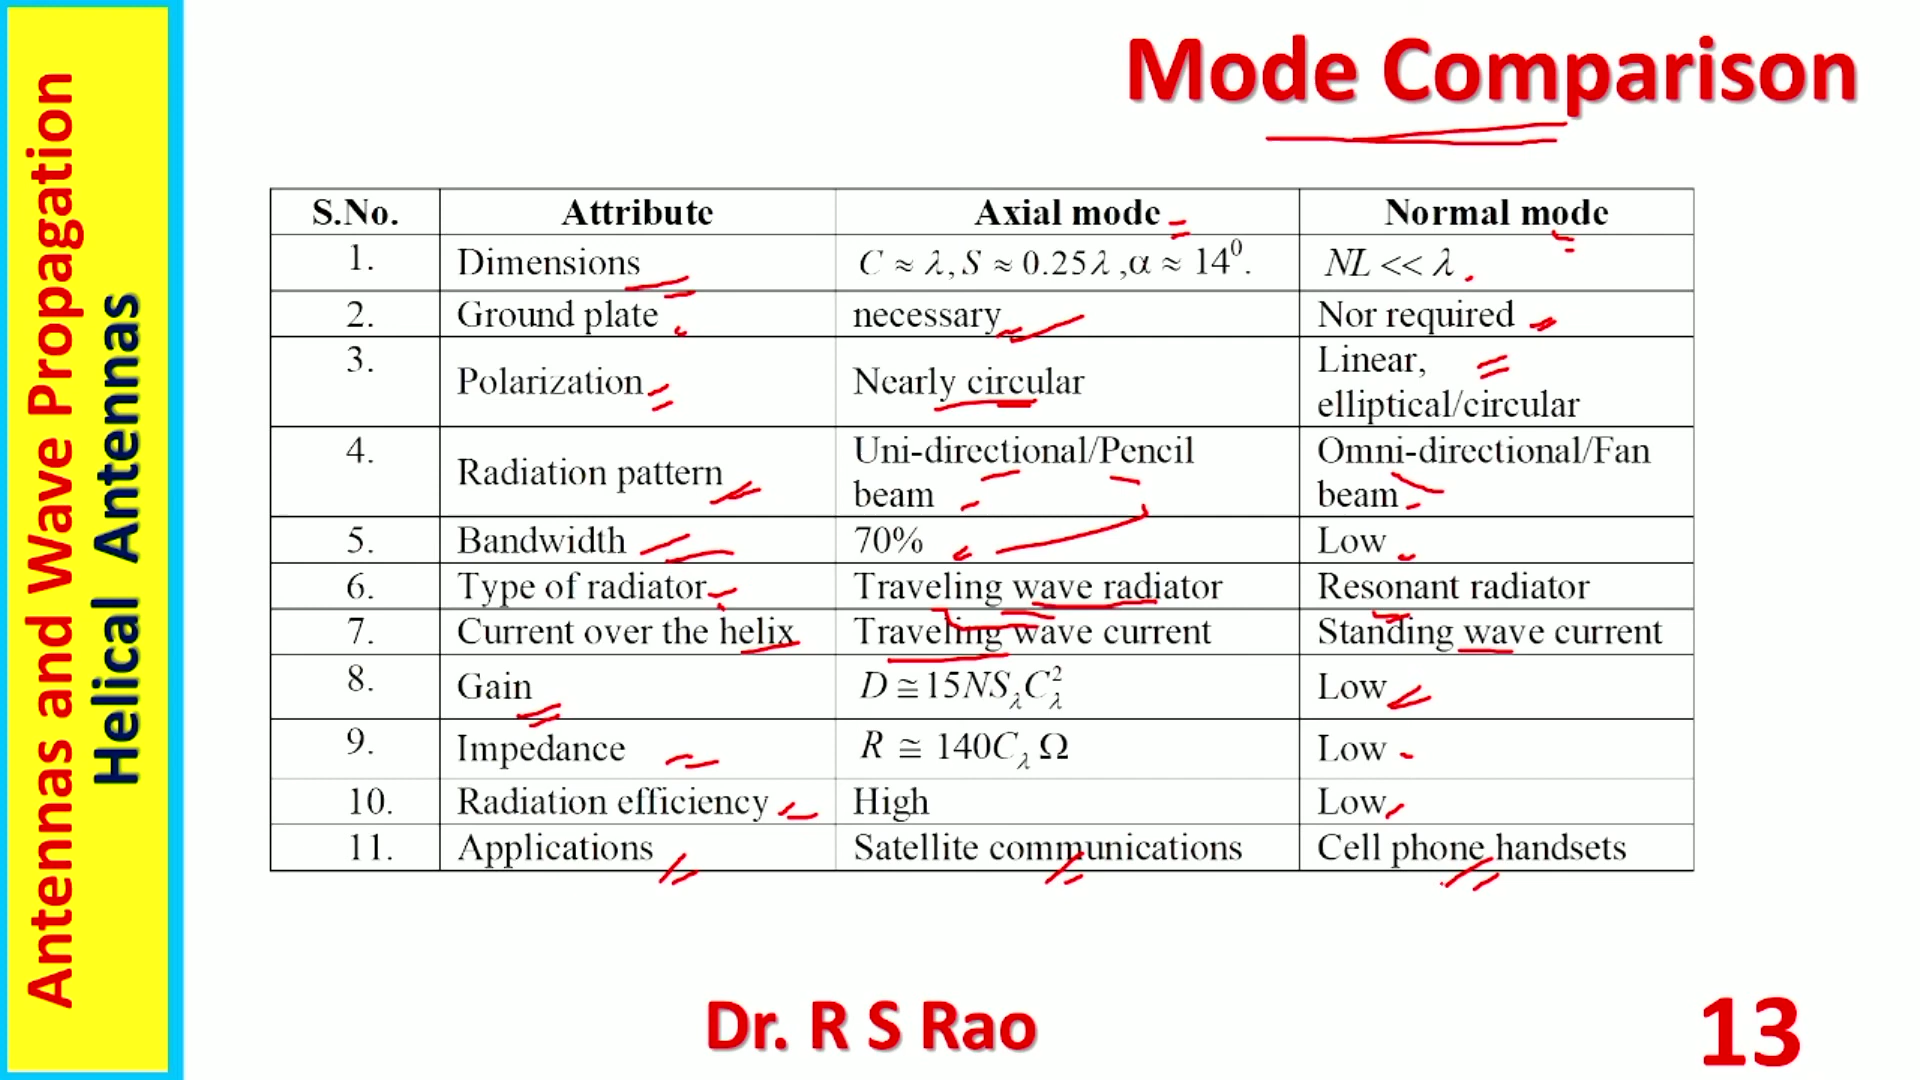 Antennas and Wave Propagation
Helical Antennas
Mode Comparison
S.No. Attribute Axial mode Normal mode
1. Dimensions C ≈ λ, S ≈ 0.25λ ,α ≈ 14⁰. NL << λ
2. Ground plate necessary Nor required
3. Polarization Nearly circular Linear,
elliptical/circular
4. Radiation pattern Uni-directional/Pencil
beam Omni-directional/Fan
beam
5. Bandwidth 70% Low
6. Type of radiator Traveling wave radiator Resonant radiator
7. Current over the helix Traveling wave current Standing wave current
8. Gain D ≅ 15NS_λC_λ² Low
9. Impedance R ≅ 140C_λ Ω Low
10. Radiation efficiency High Low
11. Applications Satellite communications Cell phone handsets
Dr. R S Rao
13